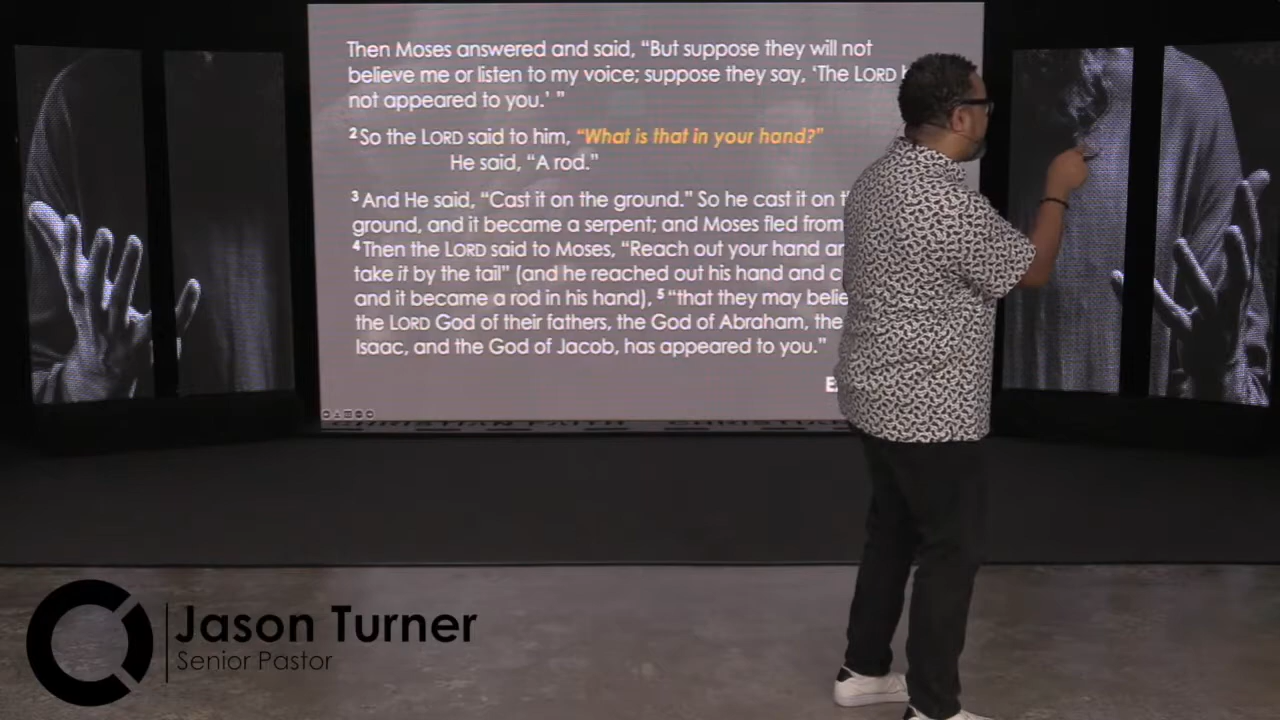 Then Moses answered and said, “But suppose they will not
believe me or listen to my voice; suppose they say, ‘The LORD
not appeared to you.’ ”
2 So the LORD said to him, “What is that in your hand?”
He said, “A rod.”
3 And He said, “Cast it on the ground.” So he cast it on
ground, and it became a serpent; and Moses fled from
4 Then the LORD said to Moses, “Reach out your hand
take it by the tail” (and he reached out his hand and
and it became a rod in his hand), 5 “that they may
the LORD God of their fathers, the God of Abraham, the
Isaac, and the God of Jacob, has appeared to you.”
CHRISTIAN FAITH CHRISTIAN
Jason Turner
Senior Pastor